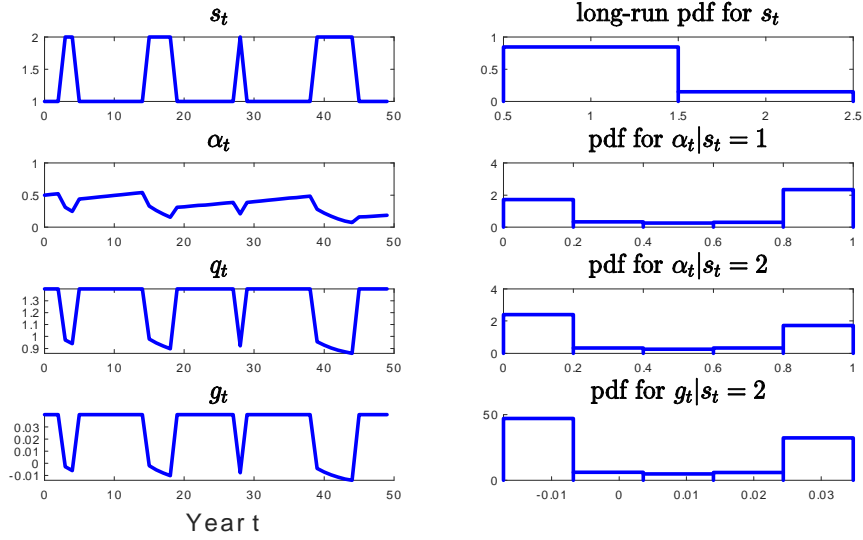 s_t
2
1.5
1
0 10 20 30 40 50
α_t
1
0.5
0
0 10 20 30 40 50
q_t
1.3
1.2
1.1
1
0.9
0 10 20 30 40 50
g_t
0.03
0.02
0.01
0
-0.01
0 10 20 30 40 50
Year t
long-run pdf for s_t
1
0.5
0
0.5 1 1.5 2 2.5
pdf for α_t|s_t = 1
4
2
0
0 0.2 0.4 0.6 0.8 1
pdf for α_t|s_t = 2
4
2
0
0 0.2 0.4 0.6 0.8 1
pdf for g_t|s_t = 2
50
0
-0.01 0 0.01 0.02 0.03